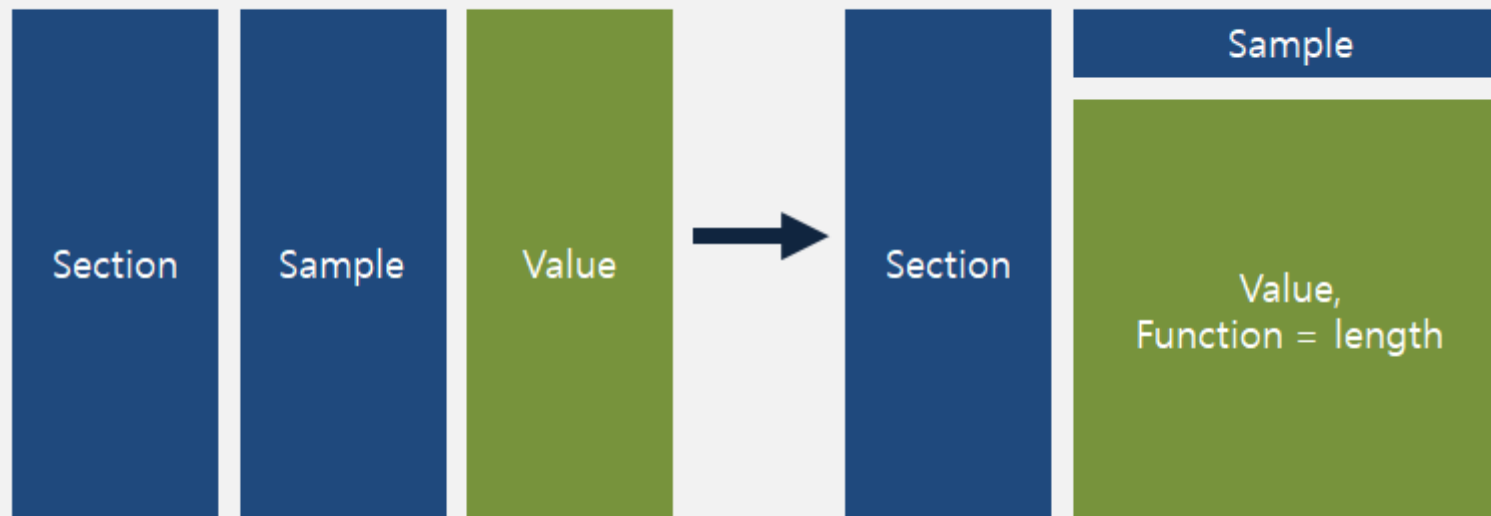 Section
Sample
Value
Section
Sample
Value,
Function = length